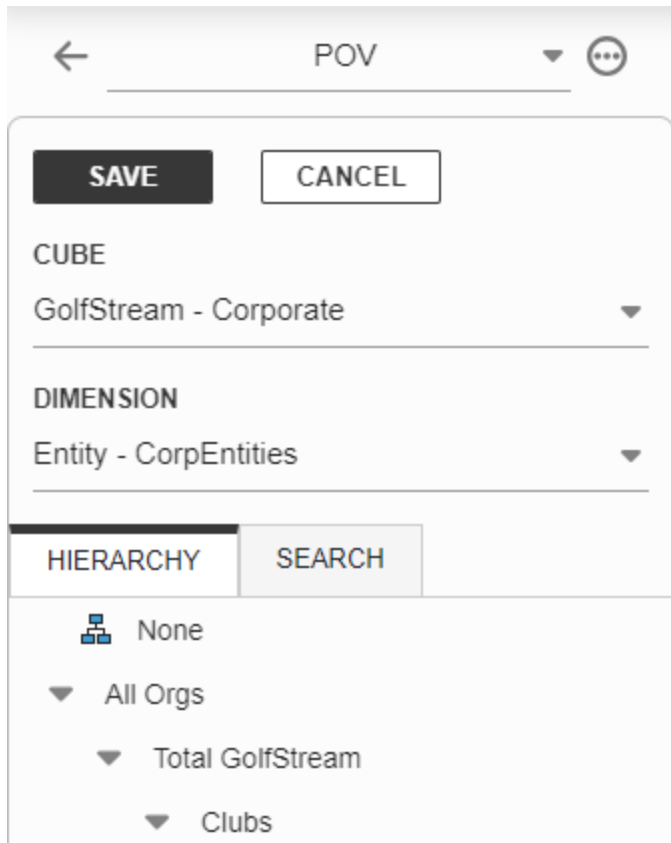 POV
SAVE CANCEL
CUBE
GolfStream - Corporate
DIMENSION
Entity - CorpEntities
HIERARCHY SEARCH
None
All Orgs
Total GolfStream
Clubs